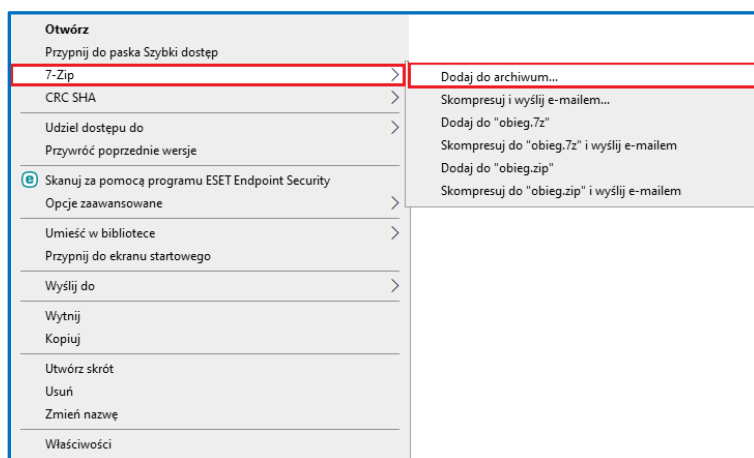 Otwórz
Przypnij do paska Szybki dostęp
7-Zip
CRC SHA
Udziel dostępu do
Przywróć poprzednie wersje
Skanuj za pomocą programu ESET Endpoint Security
Opcje zaawansowane
Umieść w bibliotece
Przypnij do ekranu startowego
Wyślij do
Wytnij
Kopiuj
Utwórz skrót
Usuń
Zmień nazwę
Właściwości
Dodaj do archiwum...
Skompresuj i wyślij e-mailem...
Dodaj do "obieg.7z"
Skompresuj do "obieg.7z" i wyślij e-mailem
Dodaj do "obieg.zip"
Skompresuj do "obieg.zip" i wyślij e-mailem